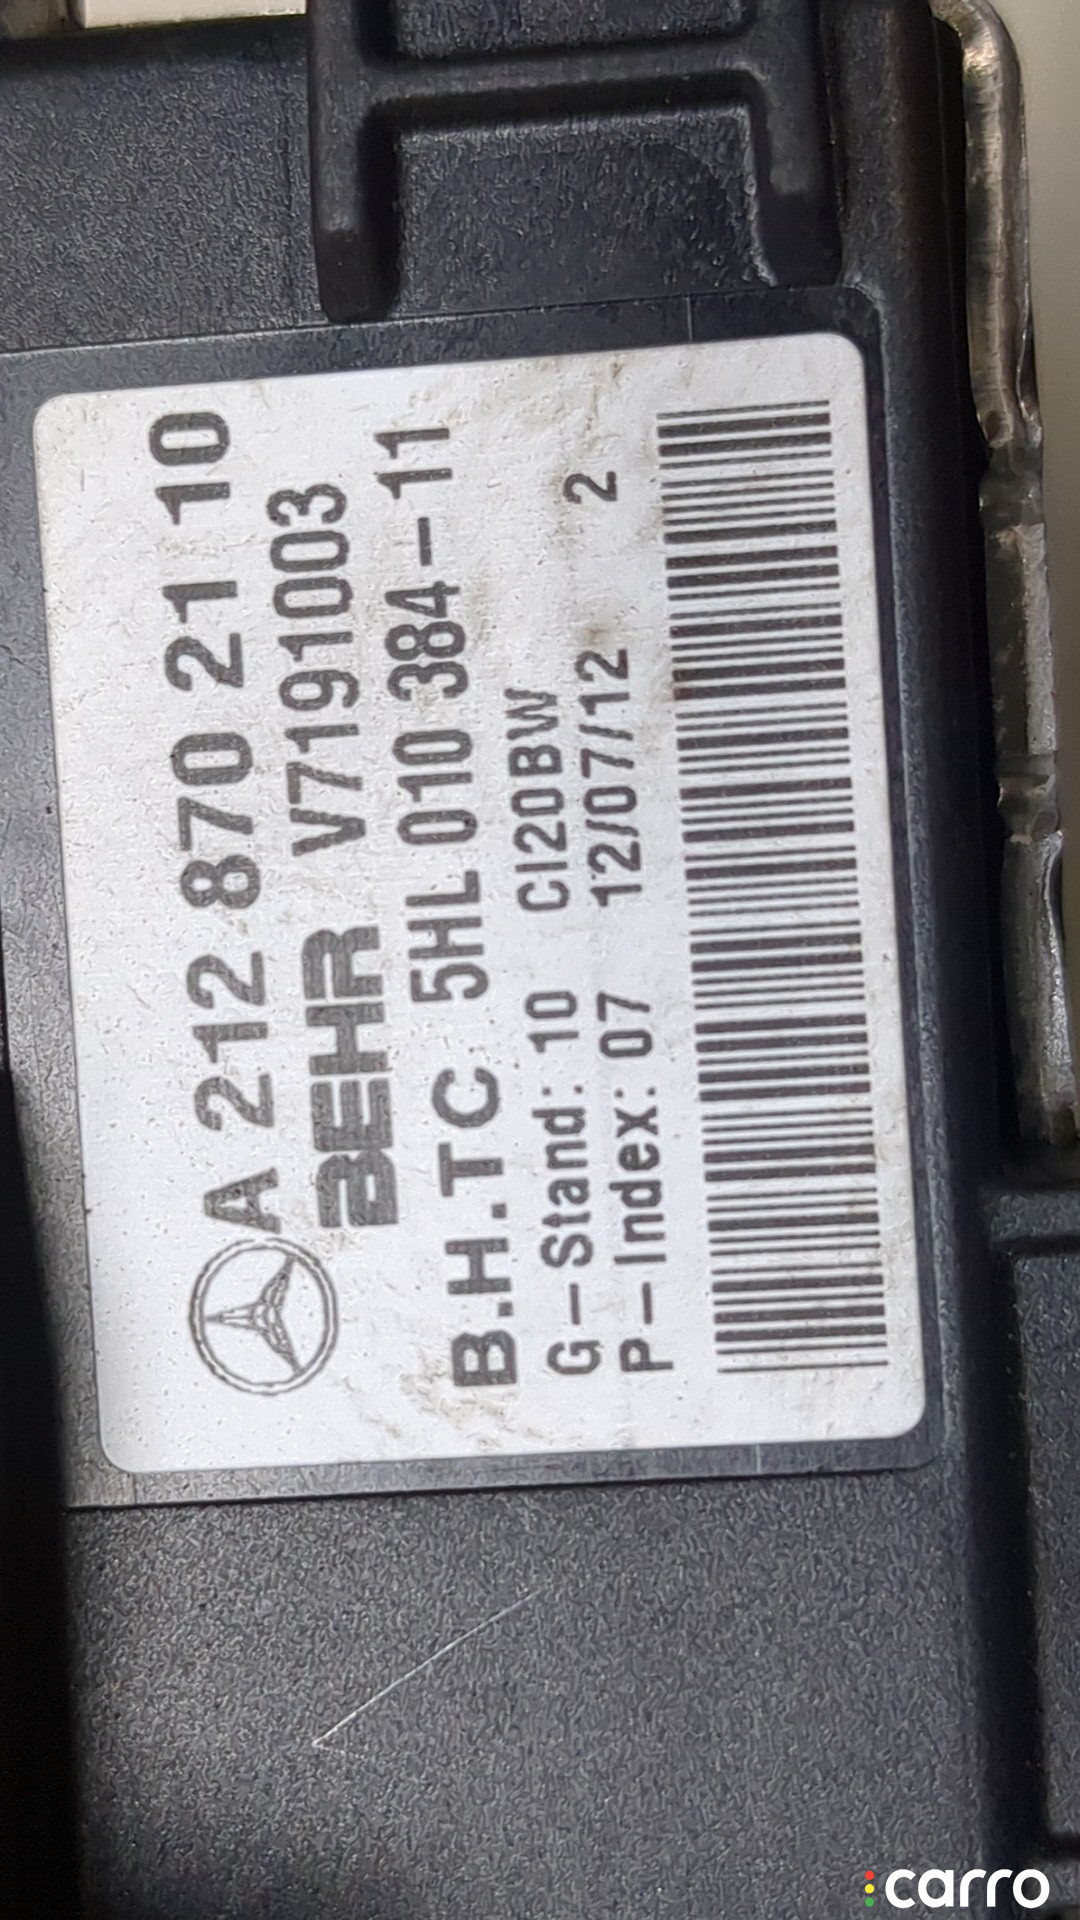 A 212 870 21 10
BEHR V7191003
B.H.TC 5HL 010 384-11
G-Stand: 10 CI20BW
P-Index: 07 12/07/12 2
carro